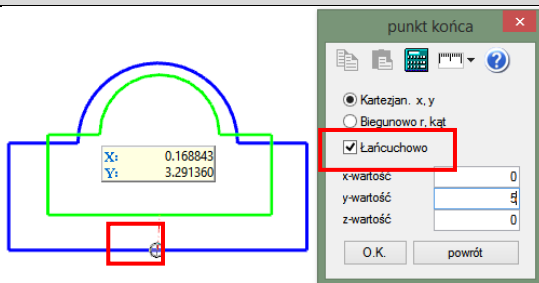 X: 0.168843
Y: 3.291360
punkt końca
Kartezjan. x, y
Biegunowo r, kąt
Łańcuchowo
x-wartość 0
y-wartość 5
z-wartość 0
O.K. powrót